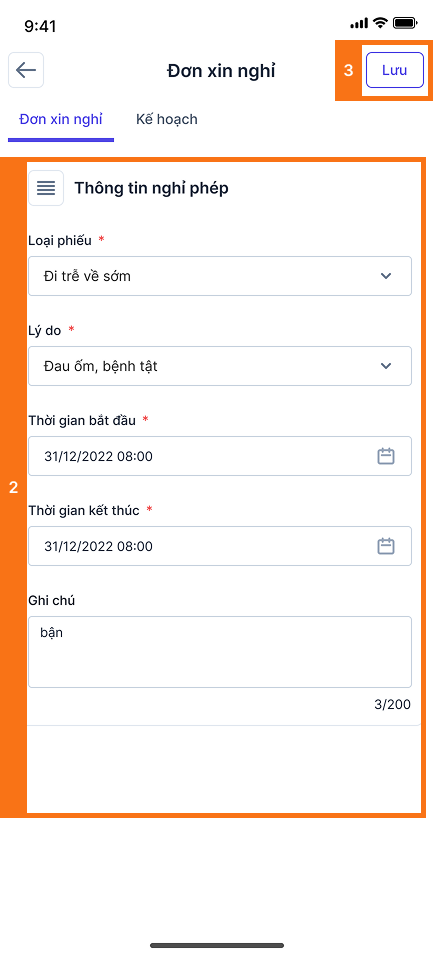 9:41
Đơn xin nghỉ
3
Lưu
Đơn xin nghỉ Kế hoạch
Thông tin nghỉ phép
Loại phiếu *
Đi trễ về sớm
Lý do *
Đau ốm, bệnh tật
Thời gian bắt đầu *
31/12/2022 08:00
2
Thời gian kết thúc *
31/12/2022 08:00
Ghi chú
bận
3/200